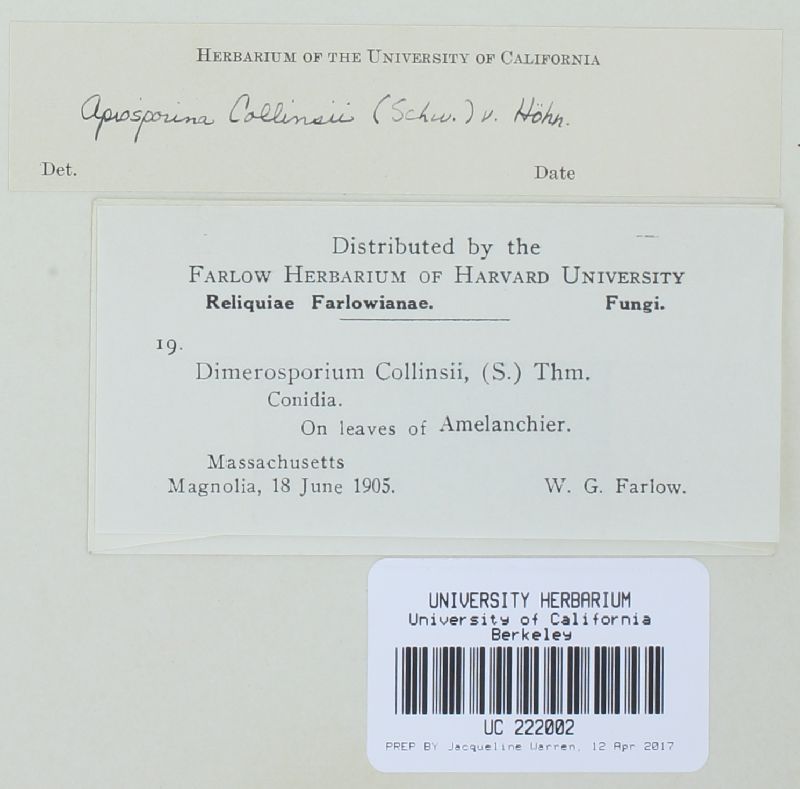 HERBARIUM OF THE UNIVERSITY OF CALIFORNIA
Apiosporina Collinsii (Schw.) v. Höhn.
Det. Date
Distributed by the
FARLOW HERBARIUM OF HARVARD UNIVERSITY
Reliquiae Farlowianae. Fungi.
19.
Dimerosporium Collinsii, (S.) Thm.
Conidia.
On leaves of Amelanchier.
Massachusetts
Magnolia, 18 June 1905. W. G. Farlow.
UNIVERSITY HERBARIUM
University of California
Berkeley
UC 222002
PREP BY Jacqueline Warren, 12 Apr 2017